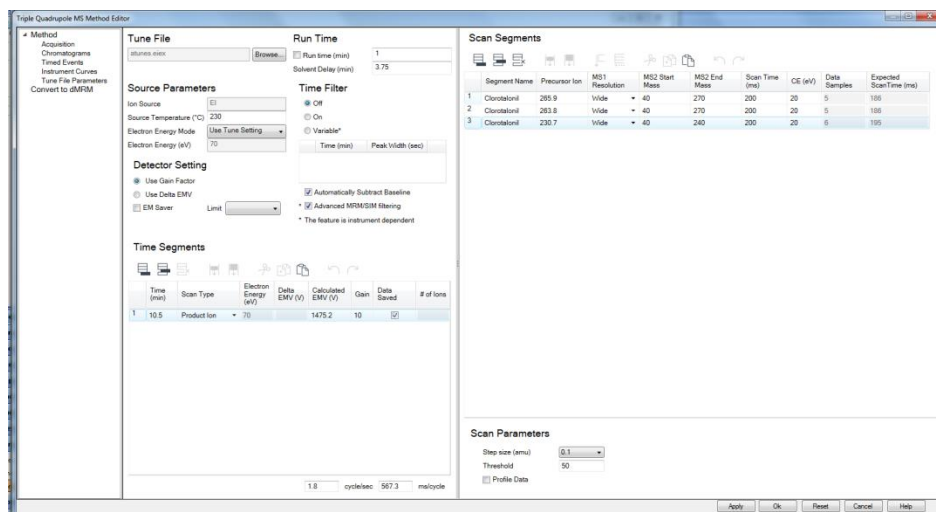 Triple Quadrupole MS Method Editor
Method
Acquisition
Chromatograms
Timed Events
Instrument Curves
Tune File Parameters
Convert to dMRM
Tune File
atunes.eiex
Browse...
Run Time
Run time (min) 1
Solvent Delay (min) 3.75
Source Parameters
Ion Source EI
Source Temperature (°C) 230
Electron Energy Mode Use Tune Setting
Electron Energy (eV) 70
Time Filter
Off
On
Variable*
Time (min) Peak Width (sec)
Detector Setting
Use Gain Factor
Use Delta EMV
EM Saver Limit
Automatically Subtract Baseline
* Advanced MRM/SIM filtering
* The feature is instrument dependent
Time Segments
Time (min) Scan Type Electron Energy (eV) Delta EMV (V) Calculated EMV (V) Gain Data Saved # of Ions
1 10.5 Product Ion 70 1475.2 10
1.8 cycle/sec 567.3 ms/cycle
Scan Segments
Segment Name Precursor Ion MS1 Resolution MS2 Start Mass MS2 End Mass Scan Time (ms) CE (eV) Data Samples Expected ScanTime (ms)
1 Clorotalonil 265.9 Wide 40 270 200 20 5 186
2 Clorotalonil 263.8 Wide 40 270 200 20 5 186
3 Clorotalonil 230.7 Wide 40 240 200 20 6 195
Scan Parameters
Step size (amu) 0.1
Threshold 50
Profile Data
Apply Ok Reset Cancel Help